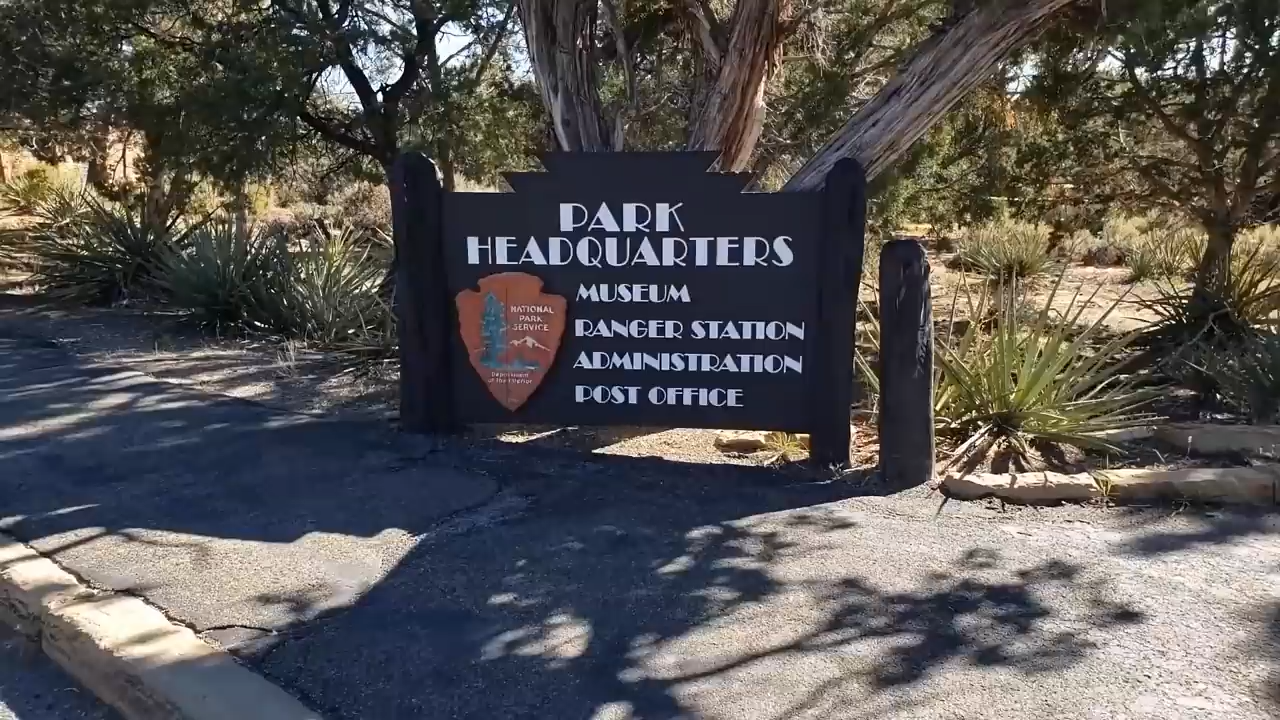 PARK
HEADQUARTERS
MUSEUM
RANGER STATION
ADMINISTRATION
POST OFFICE
NATIONAL
PARK
SERVICE
Department
of the Interior